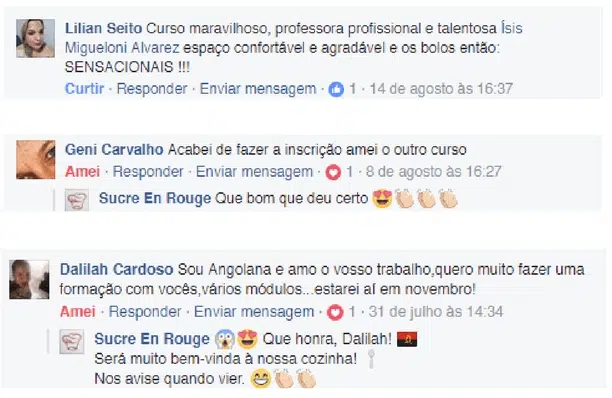 Lilian Seito Curso maravilhoso, professora profissional e talentosa Ísis
Migueloni Alvarez espaço confortável e agradável e os bolos então:
SENSACIONAIS !!!
Curtir · Responder · Enviar mensagem · 1 · 14 de agosto às 16:37
Geni Carvalho Acabei de fazer a inscrição amei o outro curso
Amei · Responder · Enviar mensagem · 1 · 8 de agosto às 16:27
Sucre En Rouge Que bom que deu certo 😍👏👏👏
Dalilah Cardoso Sou Angolana e amo o vosso trabalho,quero muito fazer uma
formação com vocês,vários módulos...estarei aí em novembro!
Amei · Responder · Enviar mensagem · 1 · 31 de julho às 14:34
Sucre En Rouge 😱😍 Que honra, Dalilah! 🇦🇴
Será muito bem-vinda à nossa cozinha! 🥄
Nos avise quando vier. 😁👏👏